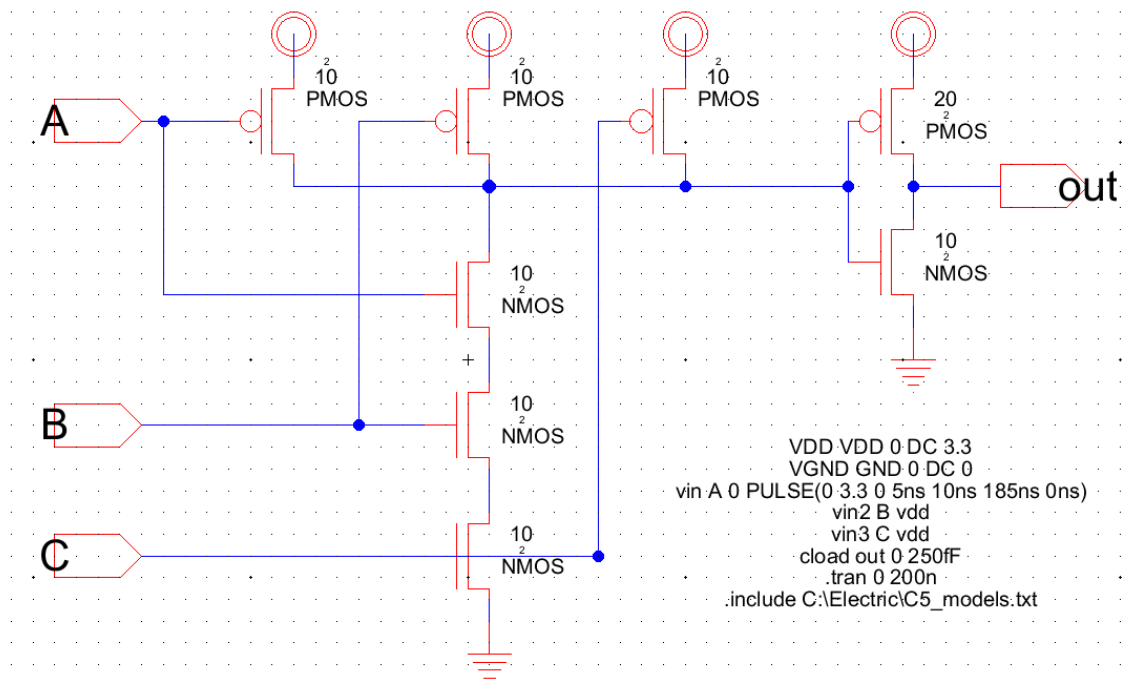 A
2
10
PMOS
2
10
PMOS
2
10
PMOS
20
2
PMOS
out
10
2
NMOS
10
2
NMOS
B
10
2
NMOS
C
10
2
NMOS
VDD VDD 0 DC 3.3
VGND GND 0 DC 0
vin A 0 PULSE(0 3.3 0 5ns 10ns 185ns 0ns)
vin2 B vdd
vin3 C vdd
cload out 0 250fF
.tran 0 200n
.include C:\Electric\C5_models.txt